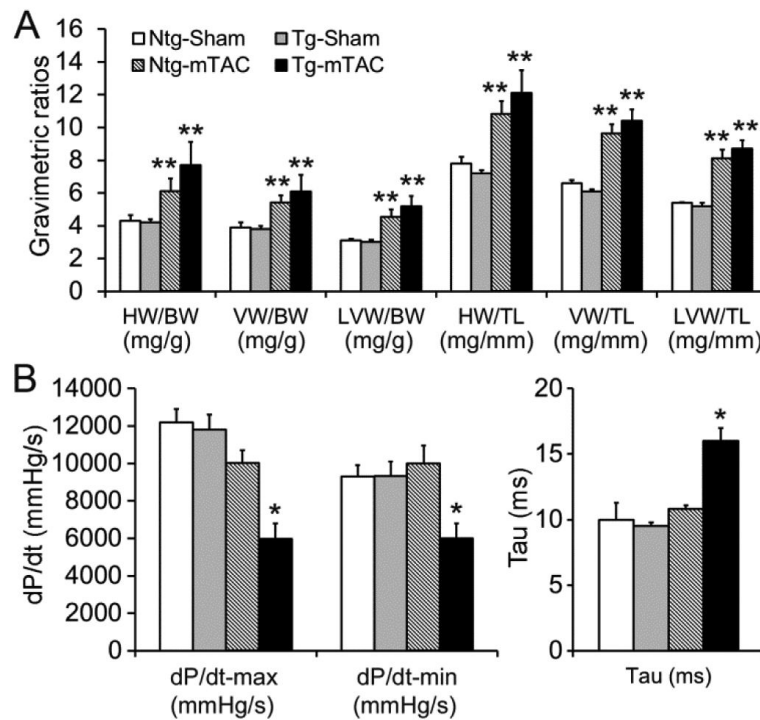 A
Gravimetric ratios
16
14
12
10
8
6
4
2
0
Ntg-Sham Tg-Sham
Ntg-mTAC Tg-mTAC
** ** ** ** ** ** ** ** ** ** ** **
HW/BW VW/BW LVW/BW HW/TL VW/TL LVW/TL
(mg/g) (mg/g) (mg/g) (mg/mm) (mg/mm) (mg/mm)
B
dP/dt (mmHg/s)
14000
12000
10000
8000
6000
4000
2000
0
* *
dP/dt-max dP/dt-min
(mmHg/s) (mmHg/s)
Tau (ms)
20
15
10
5
0
*
Tau (ms)